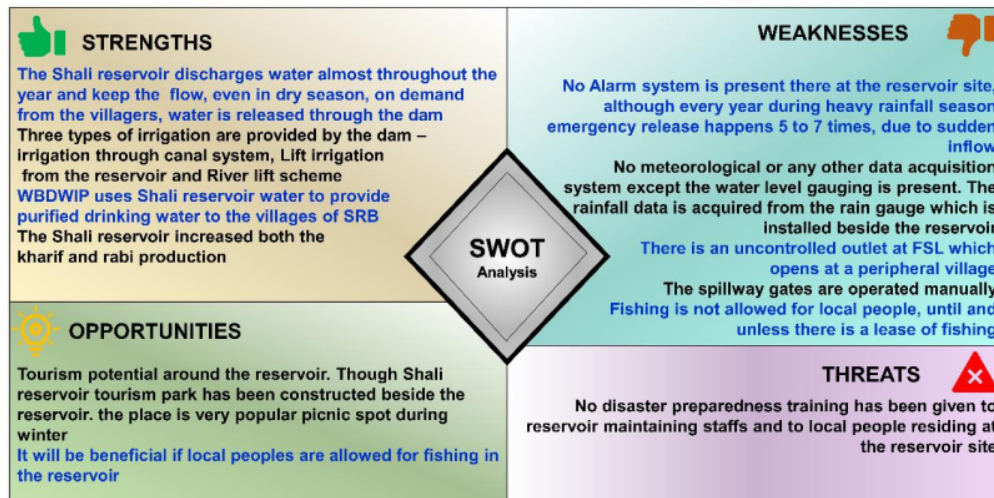 STRENGTHS
The Shali reservoir discharges water almost throughout the
year and keep the flow, even in dry season, on demand
from the villagers, water is released through the dam
Three types of irrigation are provided by the dam –
irrigation through canal system, Lift irrigation
from the reservoir and River lift scheme
WBDWIP uses Shali reservoir water to provide
purified drinking water to the villages of SRB
The Shali reservoir increased both the
kharif and rabi production
WEAKNESSES
No Alarm system is present there at the reservoir site,
although every year during heavy rainfall season
emergency release happens 5 to 7 times, due to sudden
inflow
No meteorological or any other data acquisition
system except the water level gauging is present. The
rainfall data is acquired from the rain gauge which is
installed beside the reservoir
There is an uncontrolled outlet at FSL which
opens at a peripheral village
The spillway gates are operated manually
Fishing is not allowed for local people, until and
unless there is a lease of fishing
SWOT
Analysis
OPPORTUNITIES
Tourism potential around the reservoir. Though Shali
reservoir tourism park has been constructed beside the
reservoir. the place is very popular picnic spot during
winter
It will be beneficial if local peoples are allowed for fishing in
the reservoir
THREATS
No disaster preparedness training has been given to
reservoir maintaining staffs and to local people residing at
the reservoir site